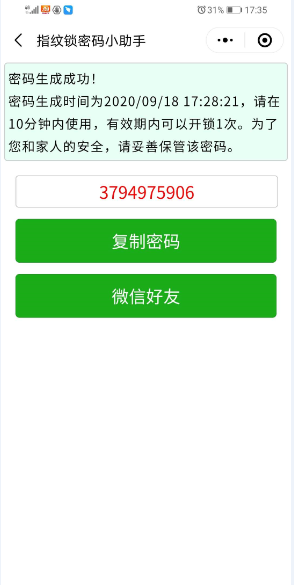 31% 17:35
指纹锁密码小助手
密码生成成功！
密码生成时间为2020/09/18 17:28:21，请在
10分钟内使用，有效期内可以开锁1次。为了
您和家人的安全，请妥善保管该密码。
3794975906
复制密码
微信好友